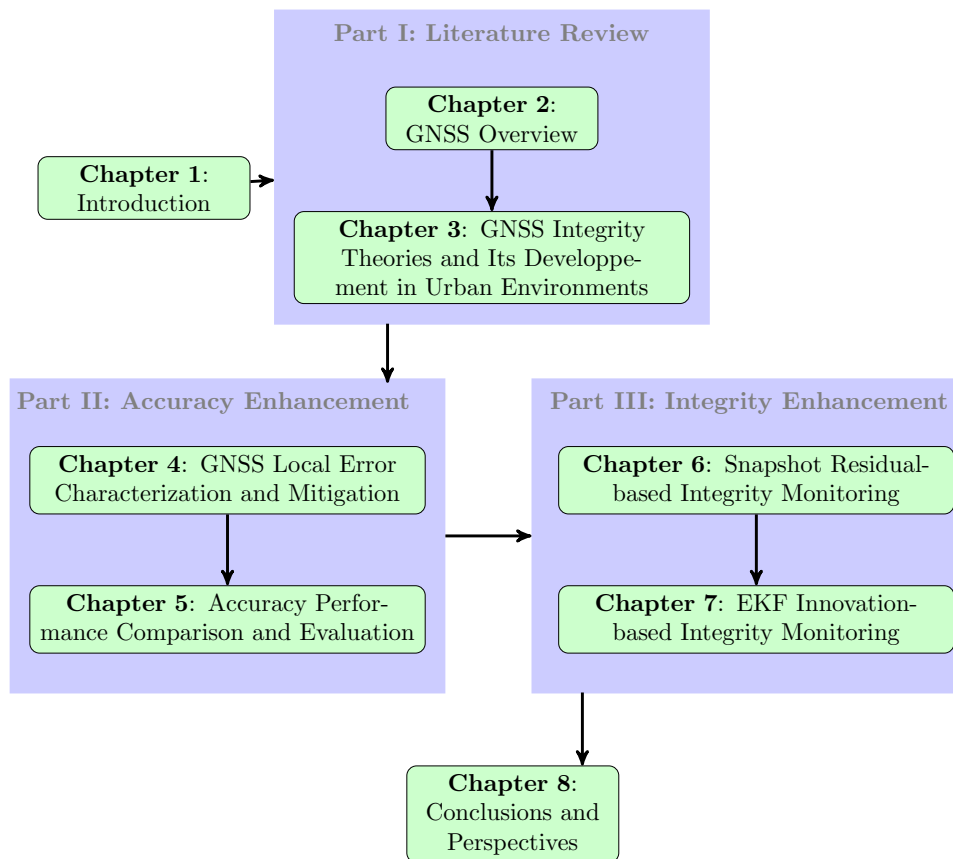 Part I: Literature Review
Chapter 2:
GNSS Overview
Chapter 1:
Introduction
Chapter 3: GNSS Integrity
Theories and Its Developpe-
ment in Urban Environments
Part II: Accuracy Enhancement
Chapter 4: GNSS Local Error
Characterization and Mitigation
Chapter 5: Accuracy Perfor-
mance Comparison and Evaluation
Part III: Integrity Enhancement
Chapter 6: Snapshot Residual-
based Integrity Monitoring
Chapter 7: EKF Innovation-
based Integrity Monitoring
Chapter 8:
Conclusions and
Perspectives